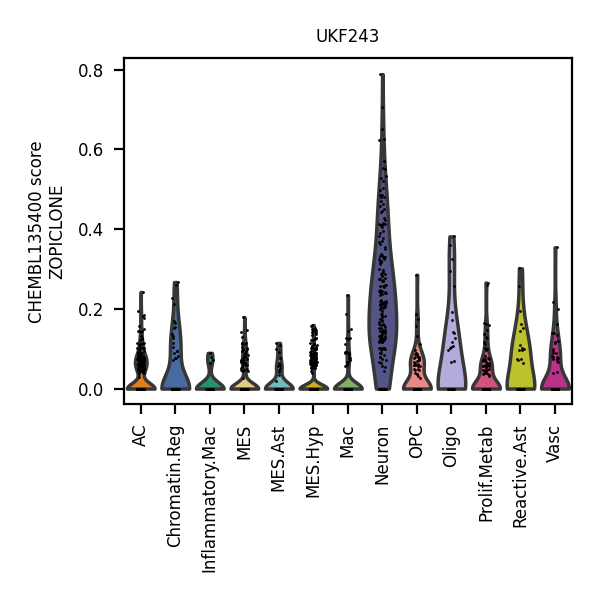 UKF243
CHEMBL135400 score
ZOPICLONE
0.8
0.6
0.4
0.2
0.0
AC
Chromatin.Reg
Inflammatory.Mac
MES
MES.Ast
MES.Hyp
Mac
Neuron
OPC
Oligo
Prolif.Metab
Reactive.Ast
Vasc